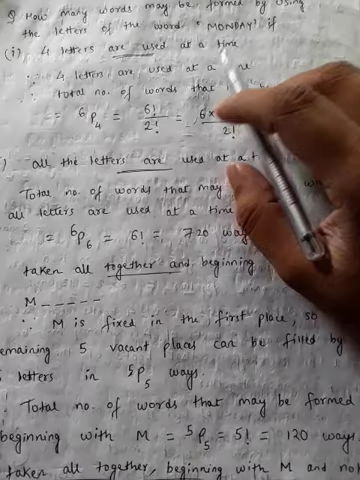 Q How many words may be formed by using
the letters of the word "MONDAY" if
(i) 4 letters are used at a time
∵ 4 letter are used at a
∴ Total no. of words that
= ⁶P₄ = 6!/2! = 6×/2!
) all the letters are used at a t
Total no. of words that may
all letters are used at a time
= ⁶P₆ = 6! = 720 way
taken all together and beginning
M – – – – –
∵ M is fixed in the first place, so
emaining 5 vacant places can be filled by
letters in ⁵P₅ ways.
Total no. of words that may be formed
beginning with M = ⁵P₅ = 5! = 120 ways
taken all together, beginning with M and not